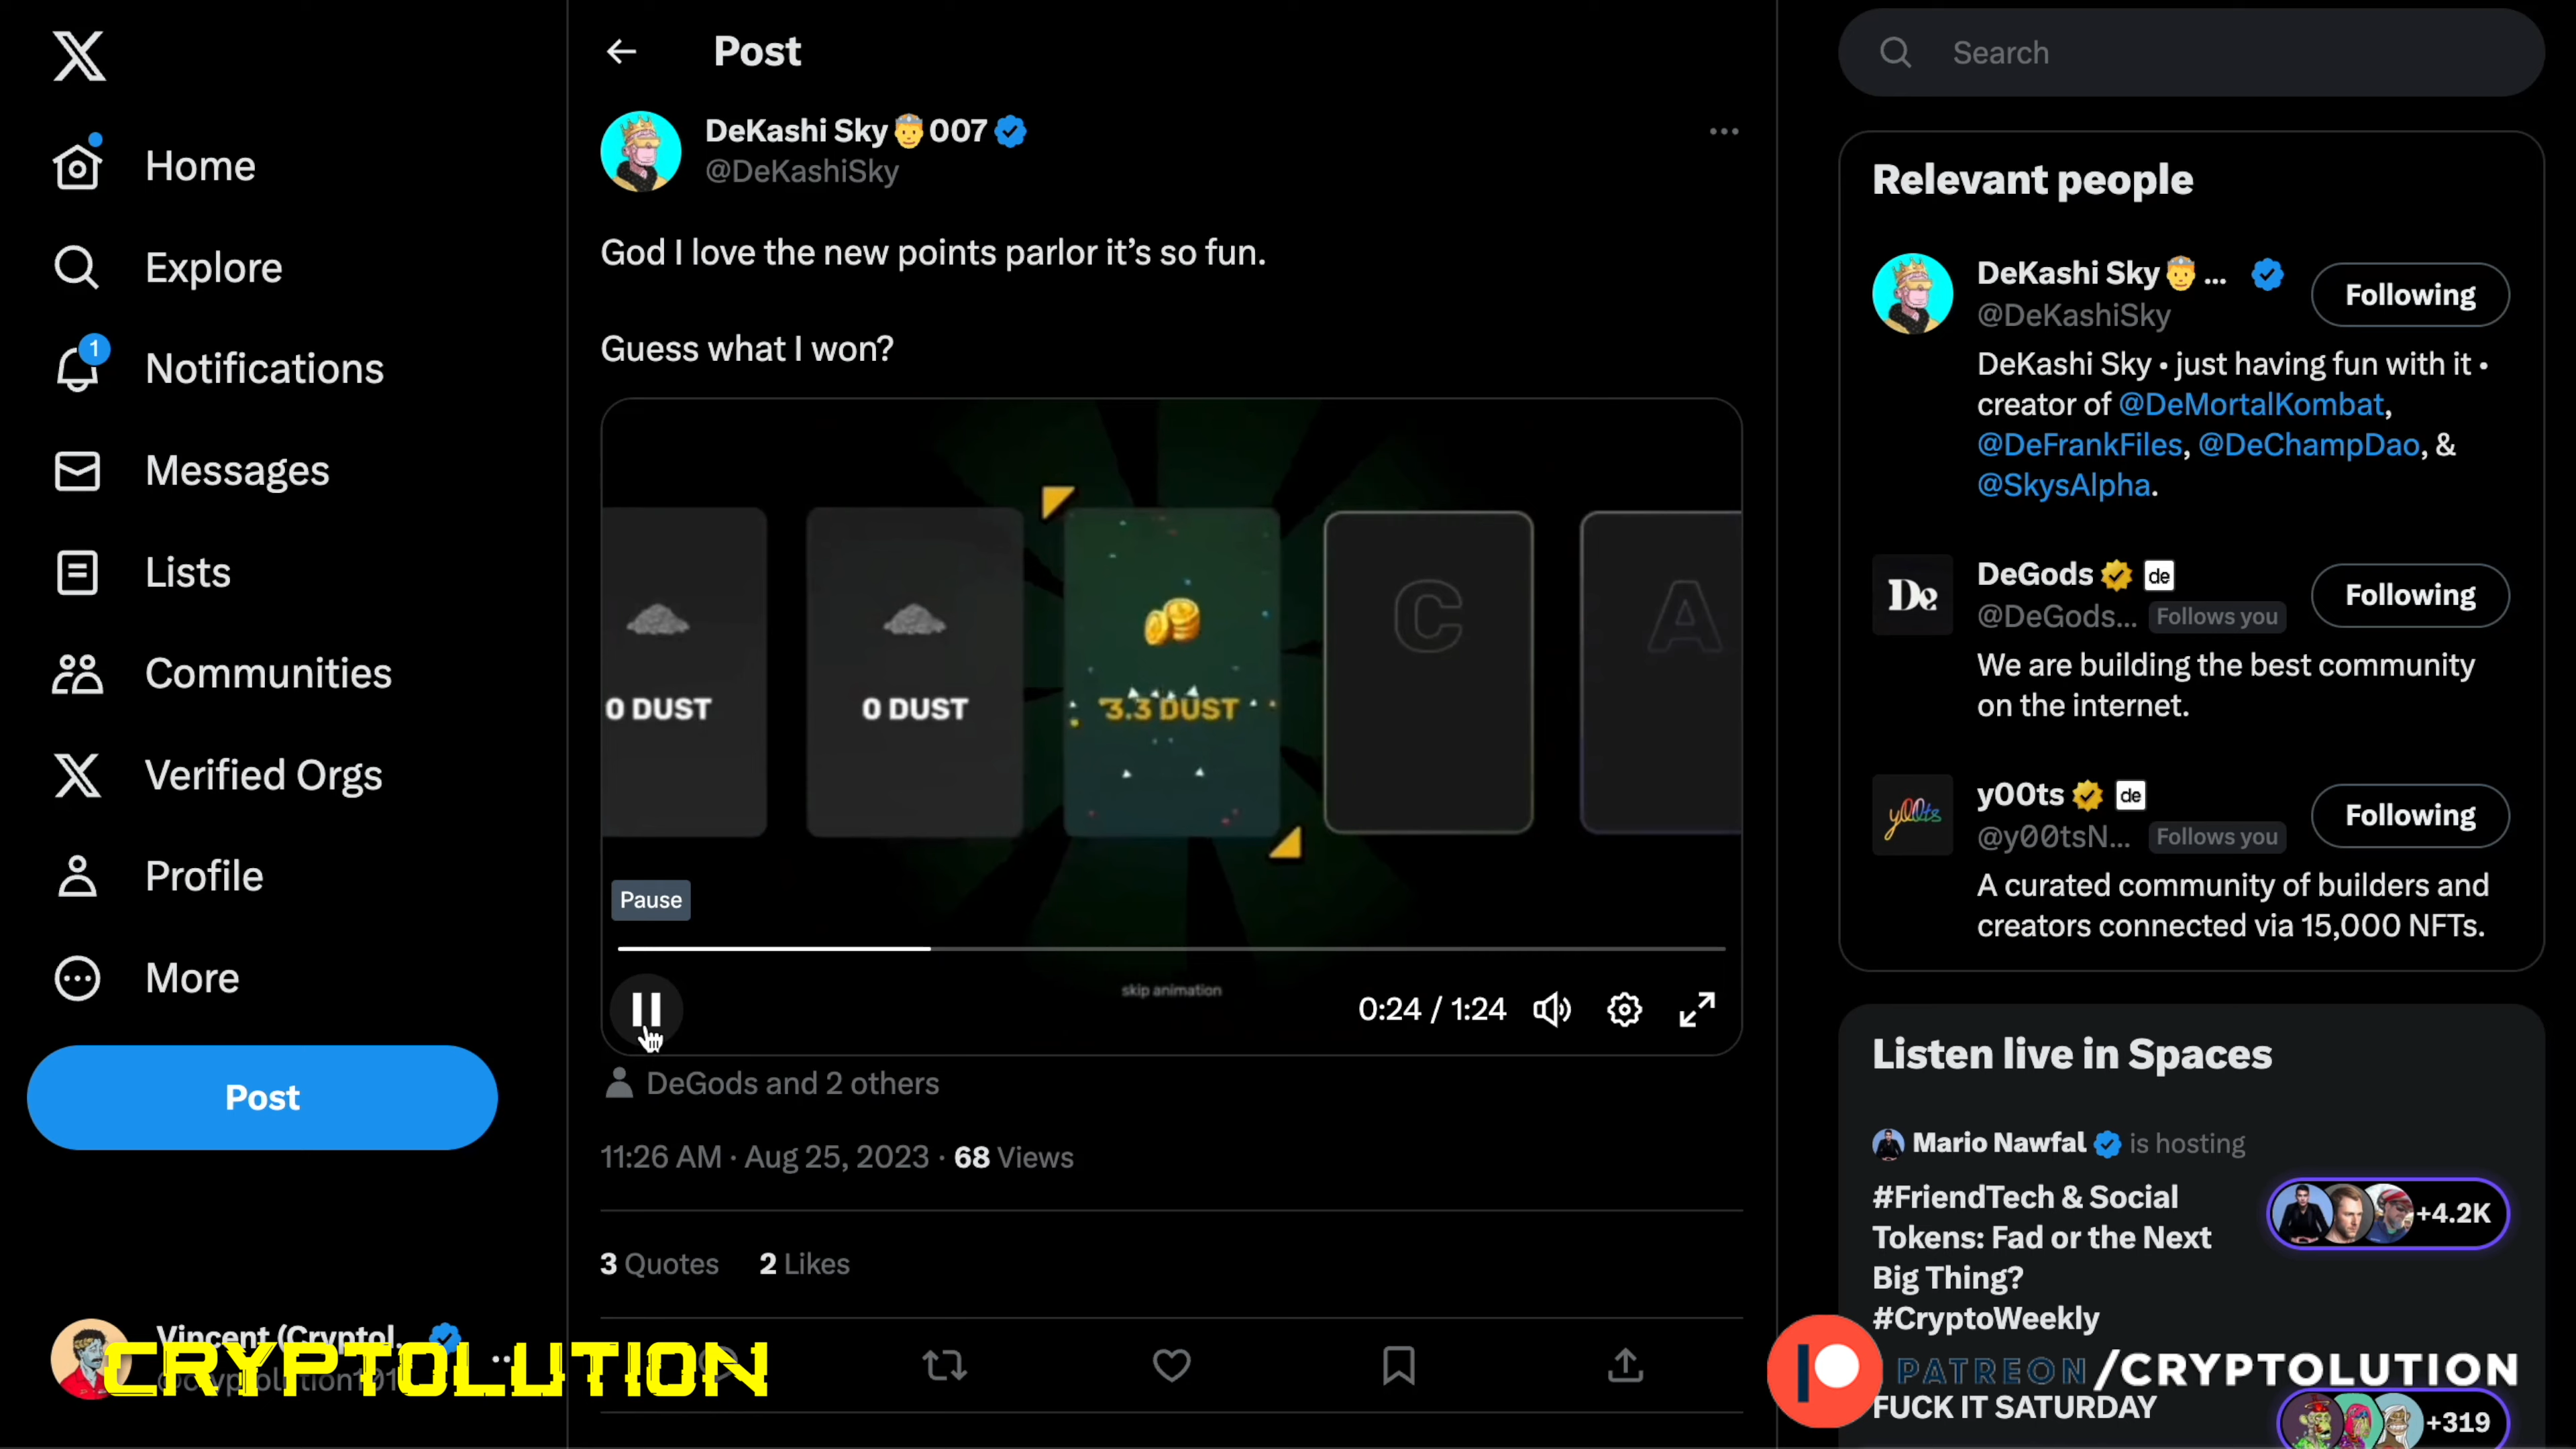 Home
Explore
1
Notifications
Messages
Lists
Communities
Verified Orgs
Profile
More
Post
Vincent (Cryptol...
@cryptolution101
CRYPTOLUTION
Post
DeKashi Sky 007
@DeKashiSky
God I love the new points parlor it's so fun.
Guess what I won?
0 DUST
0 DUST
3.3 DUST
C
A
Pause
skip animation
0:24 / 1:24
DeGods and 2 others
11:26 AM · Aug 25, 2023 · 68 Views
3 Quotes 2 Likes
Search
Relevant people
DeKashi Sky ...
@DeKashiSky
Following
DeKashi Sky • just having fun with it •
creator of @DeMortalKombat,
@DeFrankFiles, @DeChampDao, &
@SkysAlpha.
De
DeGods de
@DeGods... Follows you
Following
We are building the best community
on the internet.
y00ts
y00ts de
@y00tsN... Follows you
Following
A curated community of builders and
creators connected via 15,000 NFTs.
Listen live in Spaces
Mario Nawfal is hosting
#FriendTech & Social
Tokens: Fad or the Next
Big Thing?
#CryptoWeekly
+4.2K
PATREON/CRYPTOLUTION
FUCK IT SATURDAY
+319